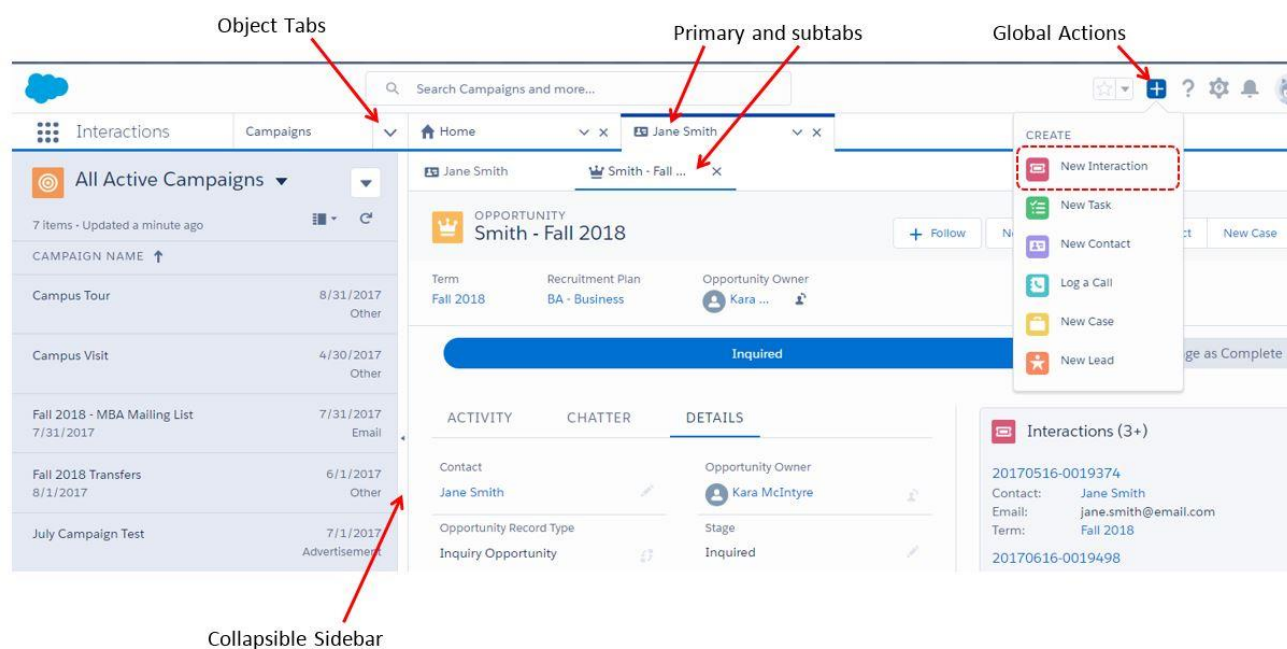 Object Tabs
Primary and subtabs
Global Actions
Search Campaigns and more...
Interactions
Campaigns
Home
Jane Smith
CREATE
New Interaction
New Task
New Contact
Log a Call
New Case
New Lead
All Active Campaigns
7 items - Updated a minute ago
CAMPAIGN NAME
Campus Tour 8/31/2017
Other
Campus Visit 4/30/2017
Other
Fall 2018 - MBA Mailing List 7/31/2017
7/31/2017 Email
Fall 2018 Transfers 6/1/2017
8/1/2017 Other
July Campaign Test 7/1/2017
Advertisement
Jane Smith
Smith - Fall ...
OPPORTUNITY
Smith - Fall 2018
+ Follow
New Case
Term Recruitment Plan Opportunity Owner
Fall 2018 BA - Business Kara ...
Inquired
ge as Complete
ACTIVITY CHATTER DETAILS
Contact Opportunity Owner
Jane Smith Kara McIntyre
Opportunity Record Type Stage
Inquiry Opportunity Inquired
Interactions (3+)
20170516-0019374
Contact: Jane Smith
Email: jane.smith@email.com
Term: Fall 2018
20170616-0019498
Collapsible Sidebar